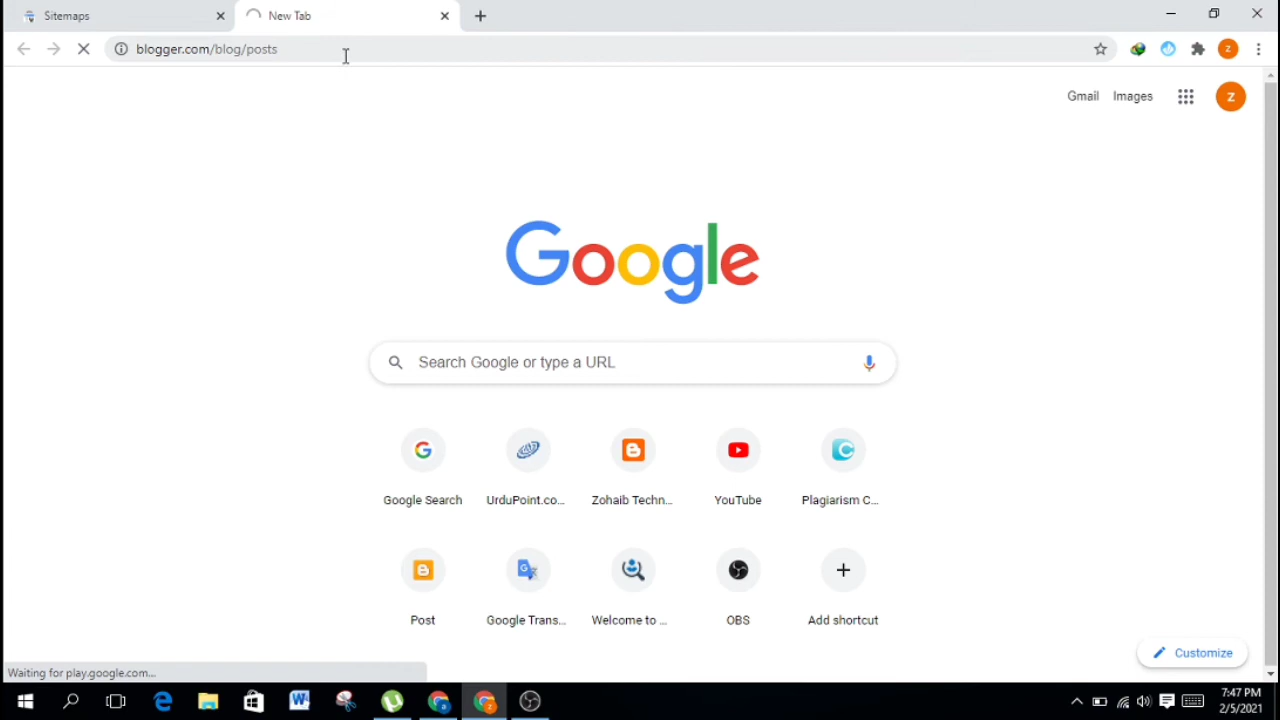 Sitemaps
New Tab
blogger.com/blog/posts
z
Gmail
Images
z
Google
Search Google or type a URL
Google Search
UrduPoint.co...
Zohaib Techn...
YouTube
Plagiarism C...
Post
Google Trans...
Welcome to ...
OBS
Add shortcut
Customize
Waiting for play.google.com...
7:47 PM
2/5/2021